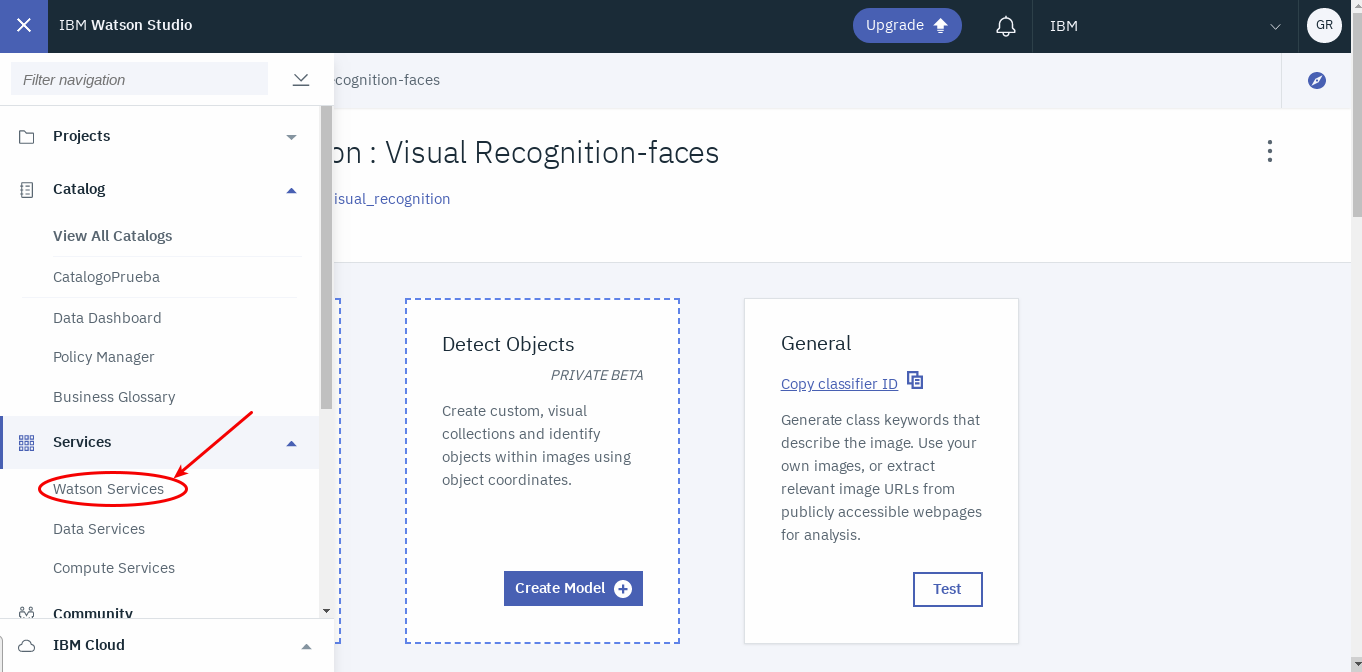 IBM Watson Studio
Upgrade
IBM
GR
Filter navigation
ecognition-faces
Projects
on : Visual Recognition-faces
Catalog
isual_recognition
View All Catalogs
CatalogoPrueba
Data Dashboard
Policy Manager
Business Glossary
Services
Watson Services
Data Services
Compute Services
Community
IBM Cloud
Detect Objects
PRIVATE BETA
Create custom, visual
collections and identify
objects within images using
object coordinates.
Create Model
General
Copy classifier ID
Generate class keywords that
describe the image. Use your
own images, or extract
relevant image URLs from
publicly accessible webpages
for analysis.
Test